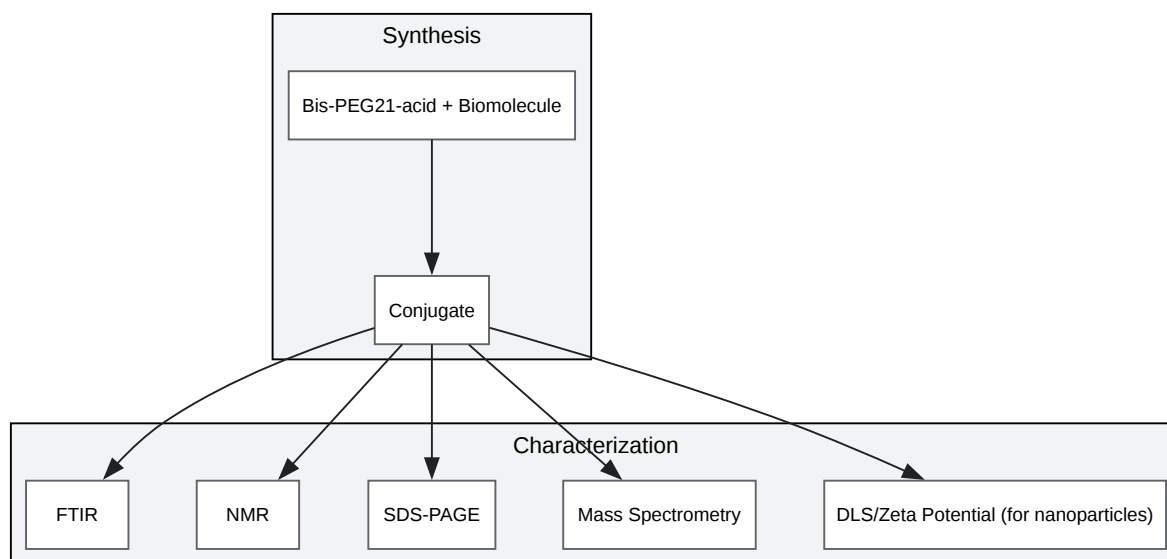 Synthesis
Bis-PEG21-acid + Biomolecule
Conjugate
Characterization
FTIR
NMR
SDS-PAGE
Mass Spectrometry
DLS/Zeta Potential (for nanoparticles)